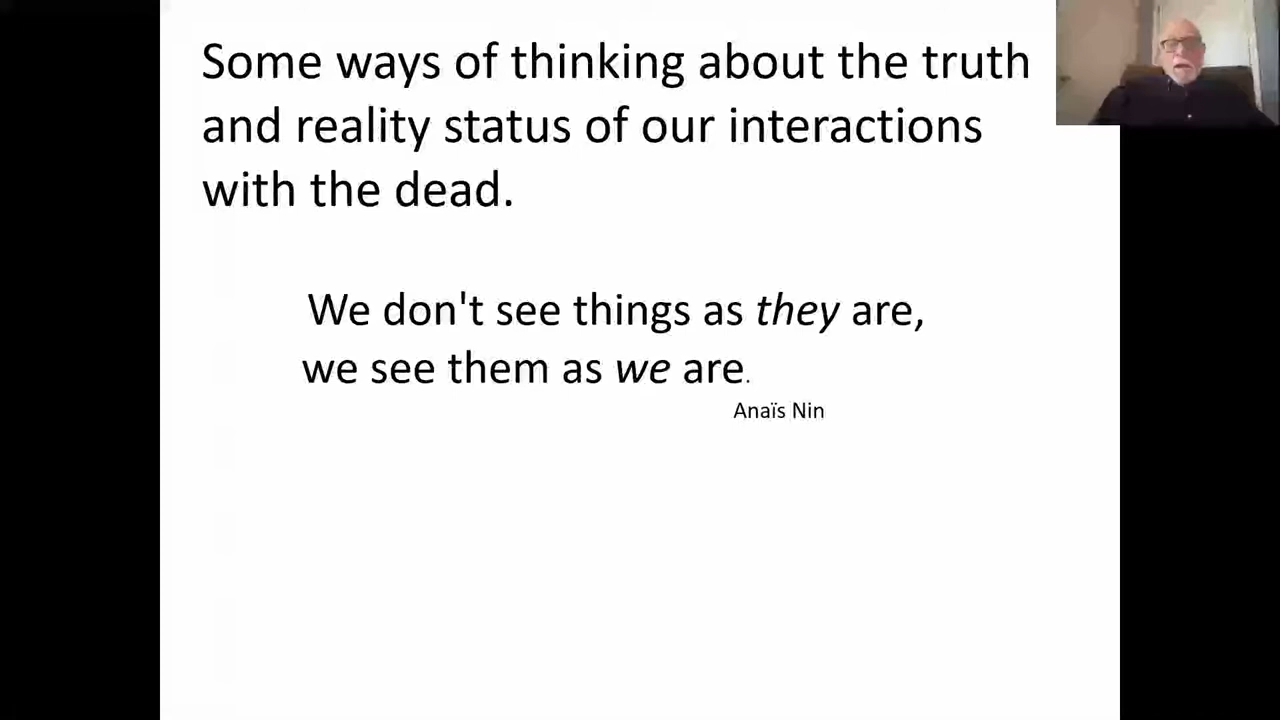 Some ways of thinking about the truth
and reality status of our interactions
with the dead.
We don't see things as they are,
we see them as we are.
Anaïs Nin